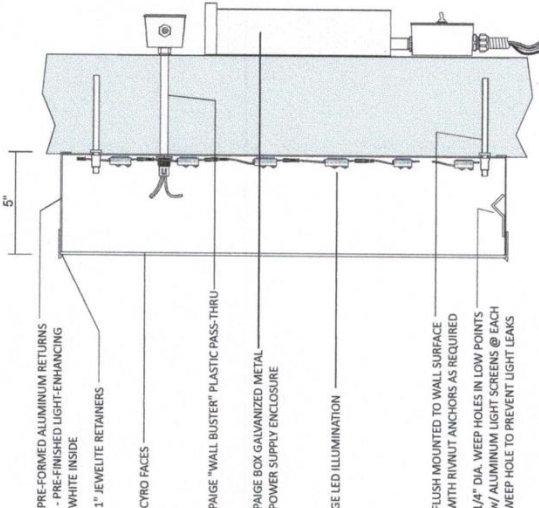 5"
PRE-FORMED ALUMINUM RETURNS
- PRE-FINISHED LIGHT-ENHANCING
WHITE INSIDE
1" JEWELITE RETAINERS
CYRO FACES
PAIGE "WALL BUSTER" PLASTIC PASS-THRU
PAIGE BOX GALVANIZED METAL
POWER SUPPLY ENCLOSURE
GE LED ILLUMINATION
FLUSH MOUNTED TO WALL SURFACE
WITH RIVNUT ANCHORS AS REQUIRED
1/4" DIA. WEEP HOLES IN LOW POINTS
W/ ALUMINUM LIGHT SCREENS @ EACH
WEEP HOLE TO PREVENT LIGHT LEAKS